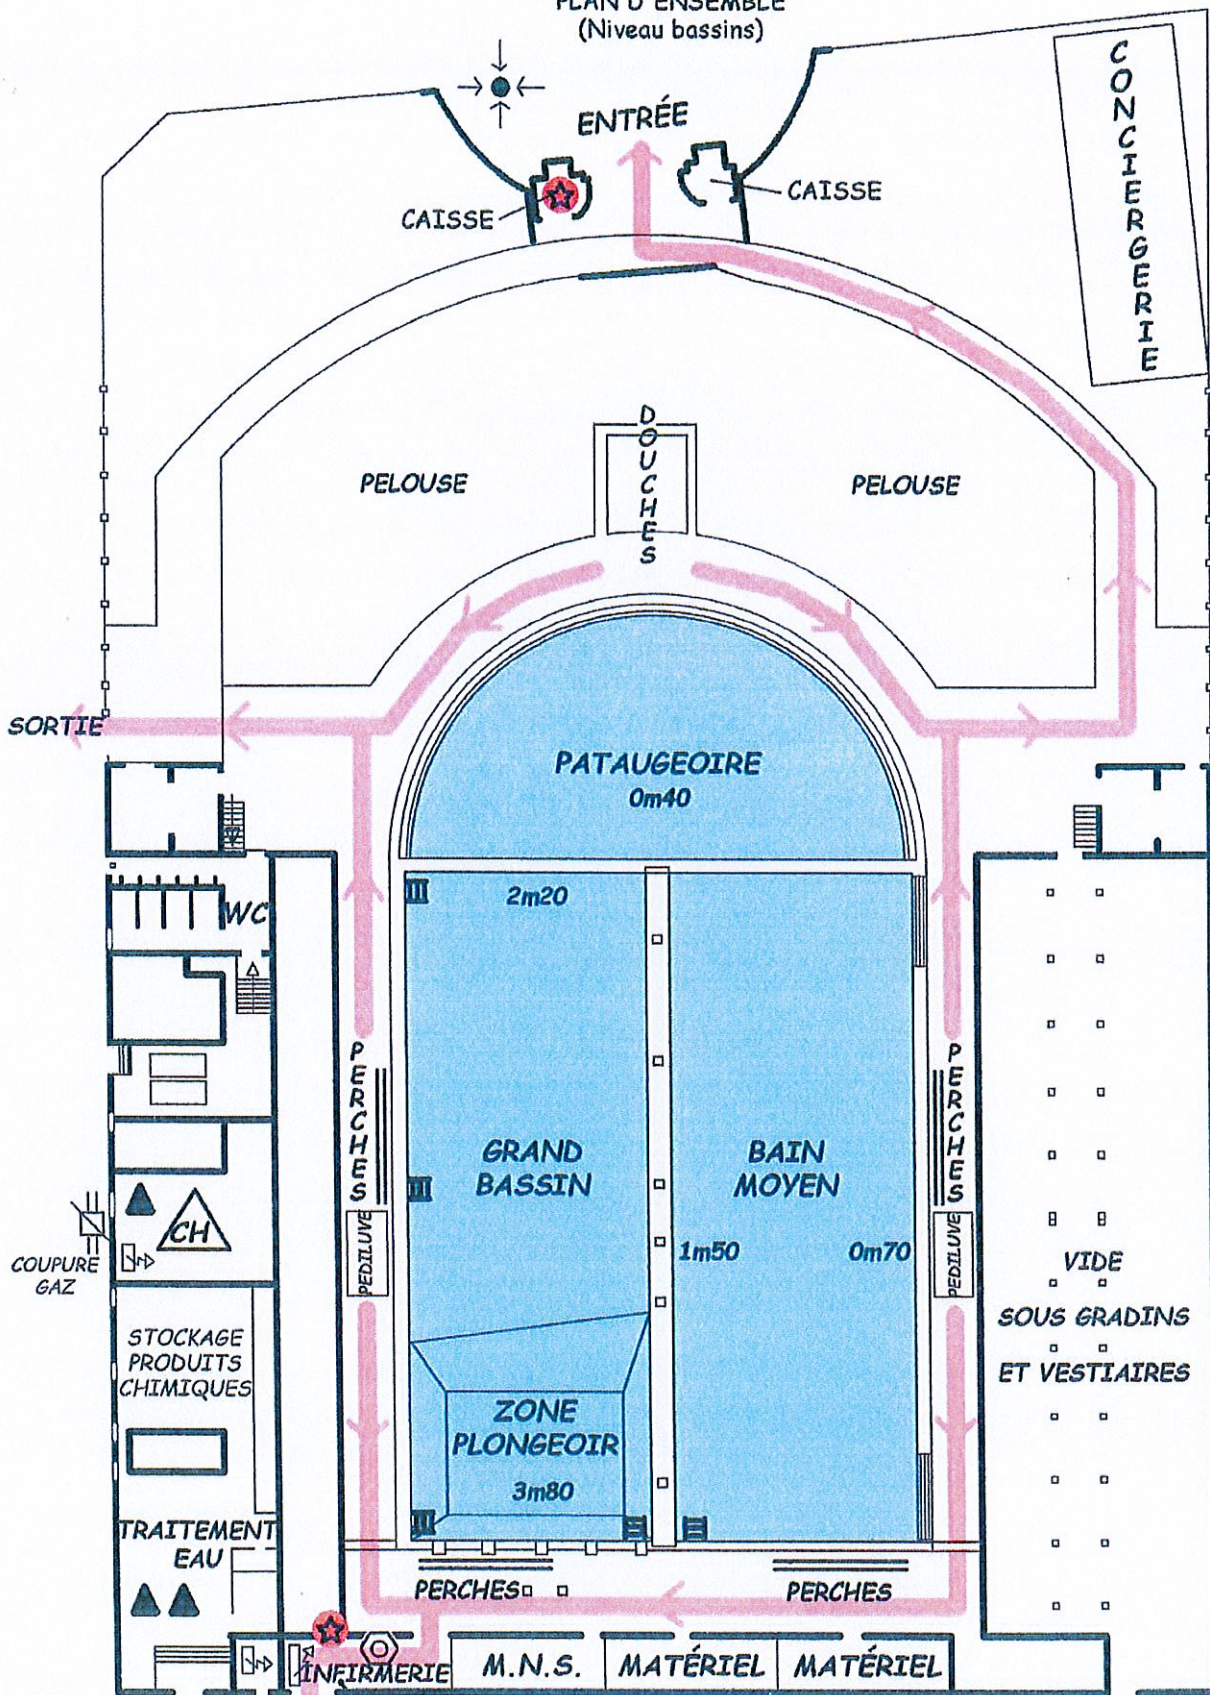 PLAN D'ENSEMBLE
(Niveau bassins)
ENTRÉE
CAISSE
CAISSE
CONCIERGERIE
DOUCHES
PELOUSE
PELOUSE
SORTIE
PATAUGEOIRE
0m40
2m20
WC
PERCHES
PERCHES
GRAND
BASSIN
BAIN
MOYEN
CH
COUPURE
GAZ
PEDILUVE
1m50
0m70
PEDILUVE
VIDE
SOUS GRADINS
ET VESTIAIRES
STOCKAGE
PRODUITS
CHIMIQUES
ZONE
PLONGEOIR
3m80
TRAITEMENT
EAU
PERCHES
PERCHES
INFIRMERIE
M.N.S.
MATÉRIEL
MATÉRIEL